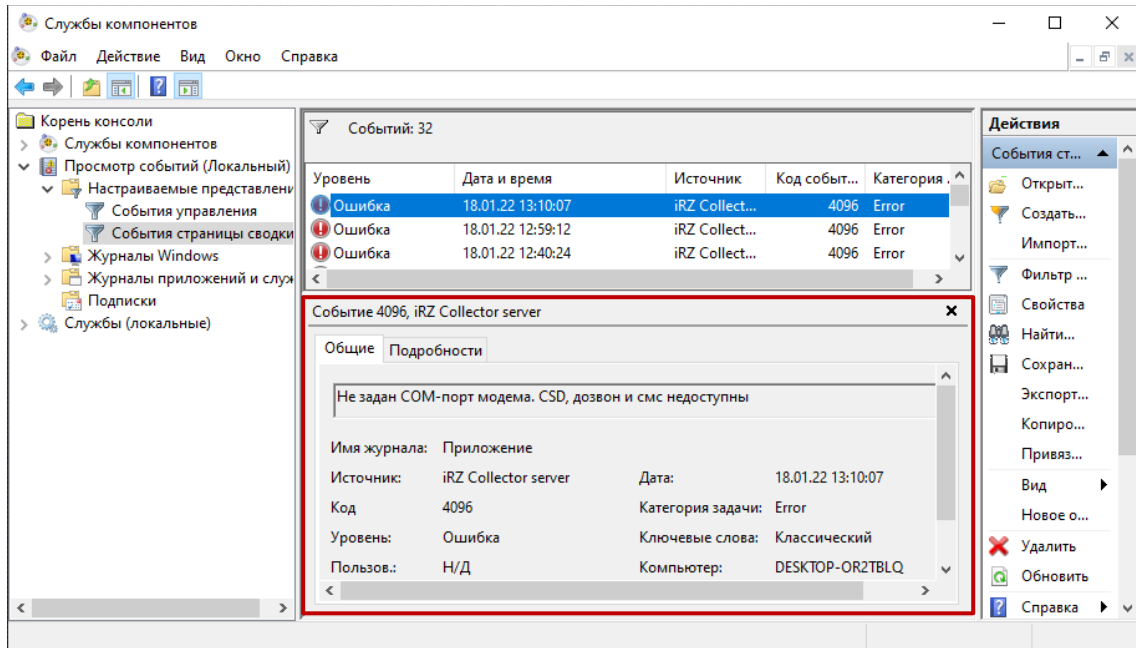 Службы компонентов
Файл Действие Вид Окно Справка
Корень консоли
Службы компонентов
Просмотр событий (Локальный)
Настраиваемые представлени
События управления
События страницы сводки
Журналы Windows
Журналы приложений и служ
Подписки
Службы (локальные)
Событий: 32
Уровень Дата и время Источник Код событ... Категория .
Ошибка 18.01.22 13:10:07 iRZ Collect... 4096 Error
Ошибка 18.01.22 12:59:12 iRZ Collect... 4096 Error
Ошибка 18.01.22 12:40:24 iRZ Collect... 4096 Error
Событие 4096, iRZ Collector server
Общие Подробности
Не задан COM-порт модема. CSD, дозвон и смс недоступны
Имя журнала: Приложение
Источник: iRZ Collector server Дата: 18.01.22 13:10:07
Код 4096 Категория задачи: Error
Уровень: Ошибка Ключевые слова: Классический
Пользов.: Н/Д Компьютер: DESKTOP-OR2TBLQ
Действия
События ст...
Открыт...
Создать...
Импорт...
Фильтр ...
Свойства
Найти...
Сохран...
Экспорт...
Копиро...
Привяз...
Вид
Новое о...
Удалить
Обновить
Справка